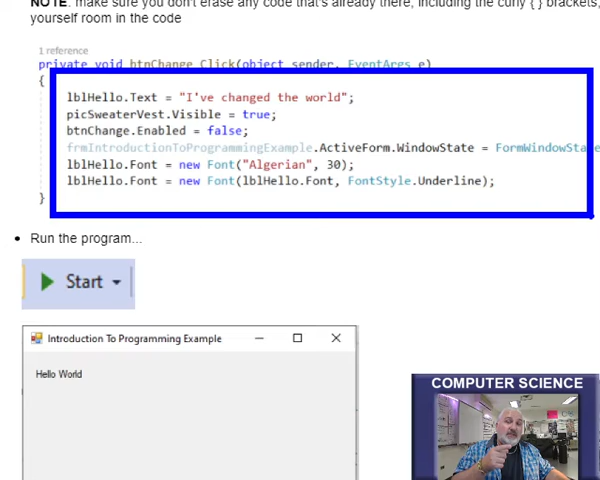 NOTE: make sure you don't erase any code that's already there, including the curly { } brackets,
yourself room in the code
1 reference
private void btnChange_Click(object sender, EventArgs e)
{
lblHello.Text = "I've changed the world";
picSweaterVest.Visible = true;
btnChange.Enabled = false;
frmIntroductionToProgrammingExample.ActiveForm.WindowState = FormWindowState
lblHello.Font = new Font("Algerian", 30);
lblHello.Font = new Font(lblHello.Font, FontStyle.Underline);
}
• Run the program...
Start
Introduction To Programming Example
Hello World
COMPUTER SCIENCE